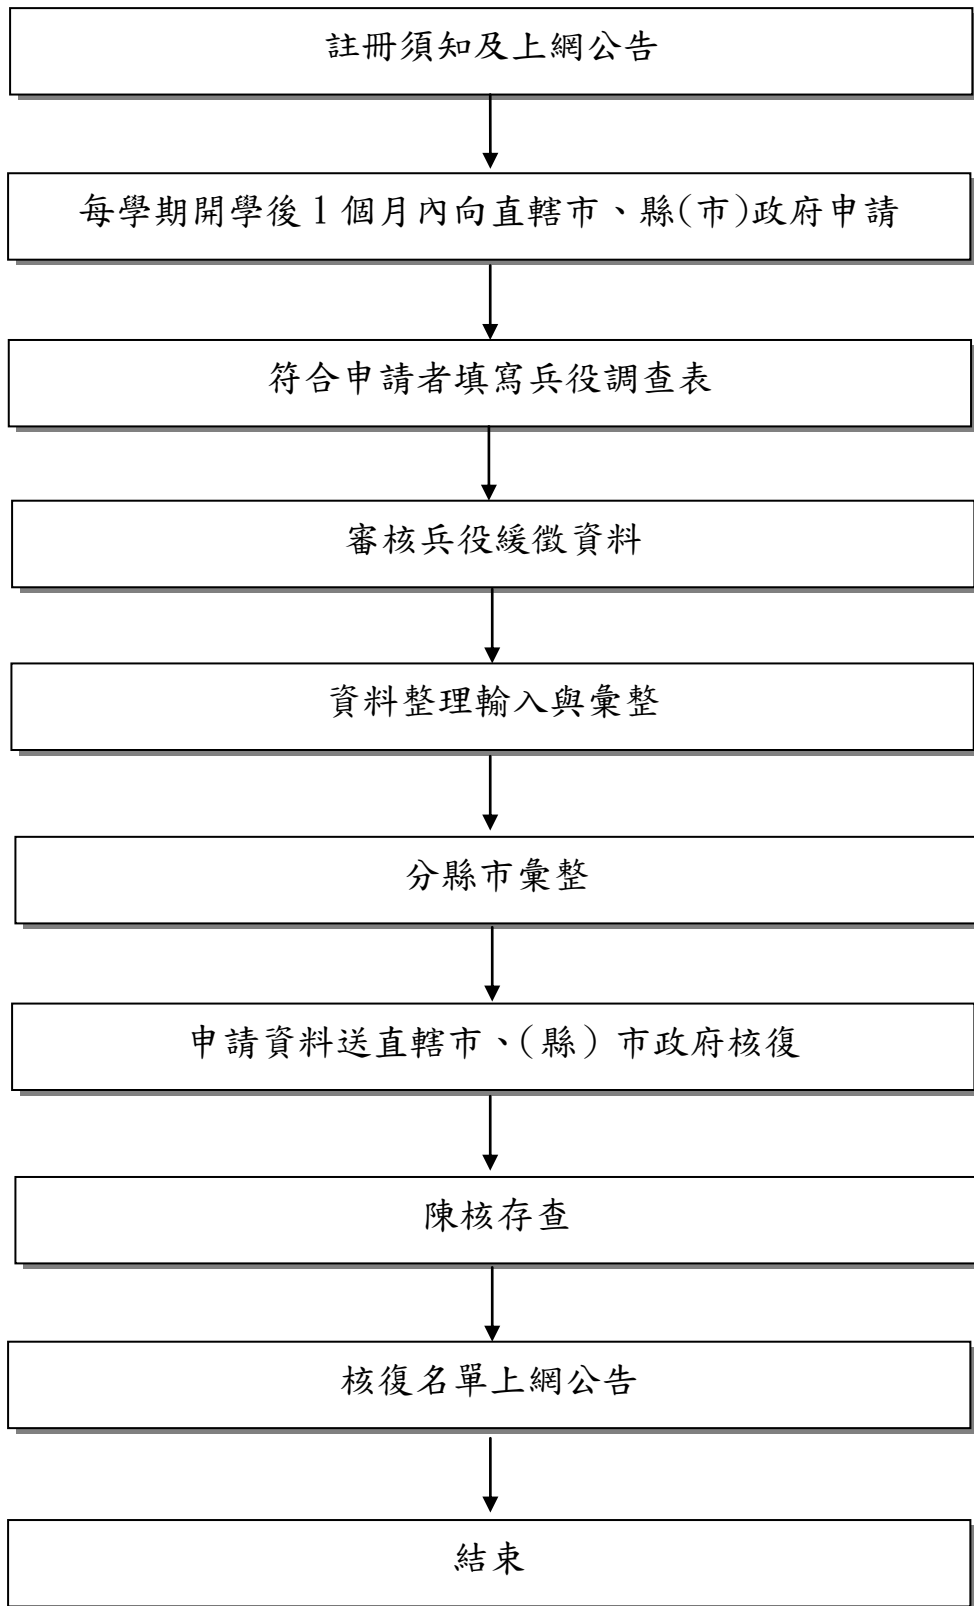 註冊須知及上網公告
每學期開學後 1 個月內向直轄市、縣(市)政府申請
符合申請者填寫兵役調查表
審核兵役緩徵資料
資料整理輸入與彙整
分縣市彙整
申請資料送直轄市、(縣) 市政府核復
陳核存查
核復名單上網公告
結束